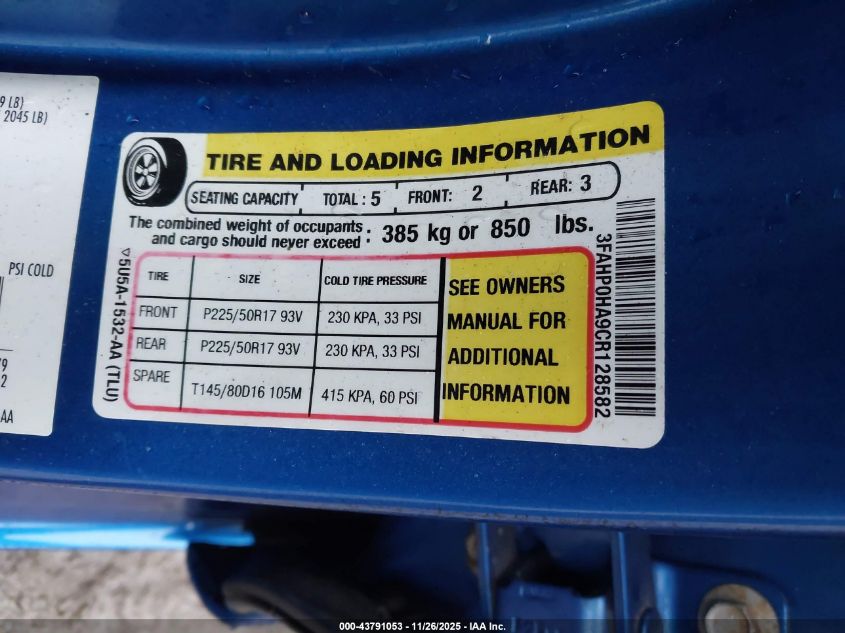 9 LB)
2045 LB)
PSI COLD
9
2
AA
TIRE AND LOADING INFORMATION
SEATING CAPACITY TOTAL : 5 FRONT: 2 REAR: 3
The combined weight of occupants
and cargo should never exceed : 385 kg or 850 lbs.
TIRE SIZE COLD TIRE PRESSURE
FRONT P225/50R17 93V 230 KPA, 33 PSI
REAR P225/50R17 93V 230 KPA, 33 PSI
SPARE T145/80D16 105M 415 KPA, 60 PSI
SEE OWNERS
MANUAL FOR
ADDITIONAL
INFORMATION
5U5A-1532-AA (TLU)
3FAHP0HA9CR128582
000-43791053 | 11/26/2025 - IAA Inc.